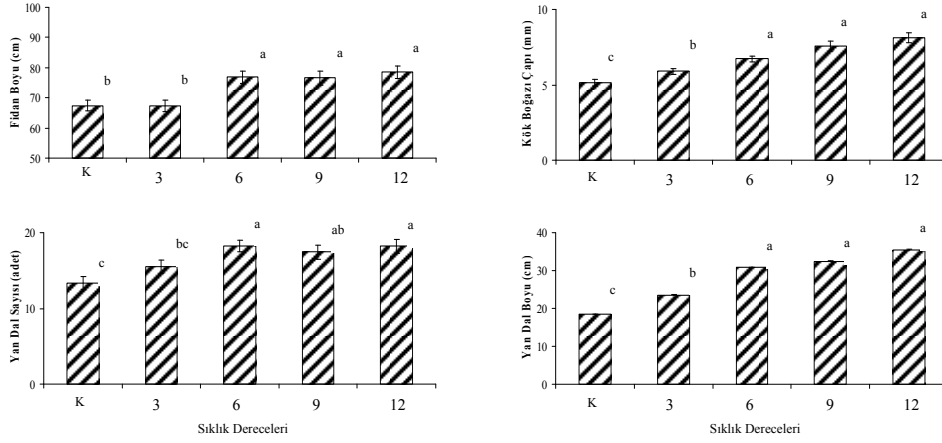 100
90
80
70
60
50
Fidan Boyu (cm)
b
b
a
a
a
K
3
6
9
12
10
5
0
Kök Boğazı Çapı (mm)
c
b
a
a
a
K
3
6
9
12
20
10
0
Yan Dal Sayısı (adet)
c
bc
a
ab
a
K
3
6
9
12
Sıklık Dereceleri
40
30
20
10
0
Yan Dal Boyu (cm)
c
b
a
a
a
K
3
6
9
12
Sıklık Dereceleri